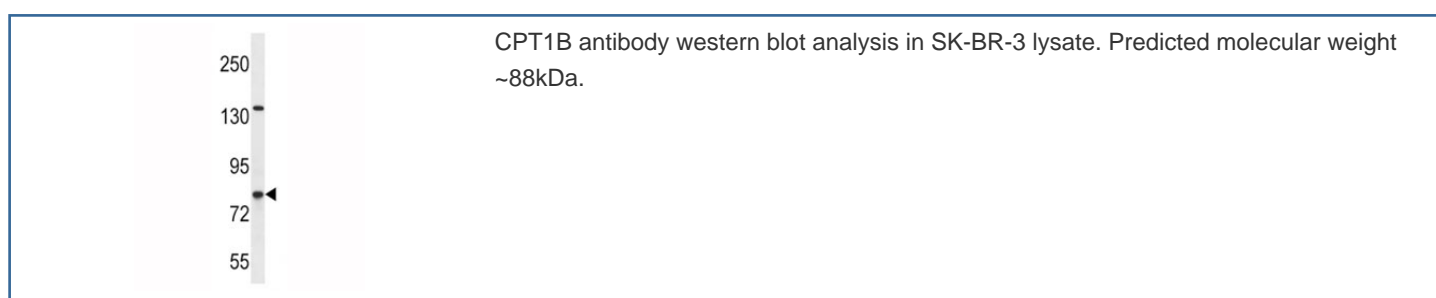 CPT1B antibody western blot analysis in SK-BR-3 lysate. Predicted molecular weight
~88kDa.
250
130
95
72
55